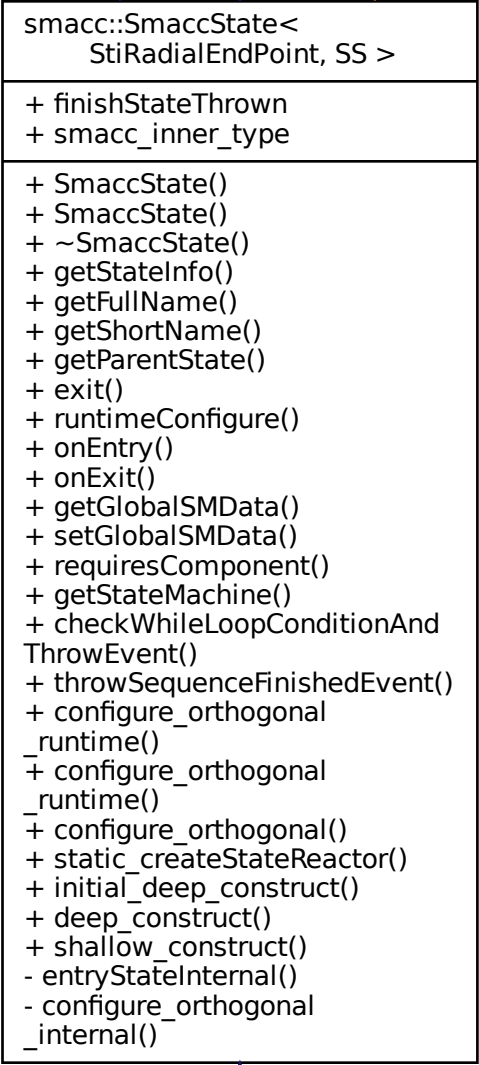 smacc::SmaccState<
StiRadialEndPoint, SS >
+ finishStateThrown
+ smacc_inner_type
+ SmaccState()
+ SmaccState()
+ ~SmaccState()
+ getStateInfo()
+ getFullName()
+ getShortName()
+ getParentState()
+ exit()
+ runtimeConfigure()
+ onEntry()
+ onExit()
+ getGlobalSMData()
+ setGlobalSMData()
+ requiresComponent()
+ getStateMachine()
+ checkWhileLoopConditionAnd
ThrowEvent()
+ throwSequenceFinishedEvent()
+ configure_orthogonal
_runtime()
+ configure_orthogonal
_runtime()
+ configure_orthogonal()
+ static_createStateReactor()
+ initial_deep_construct()
+ deep_construct()
+ shallow_construct()
- entryStateInternal()
- configure_orthogonal
_internal()